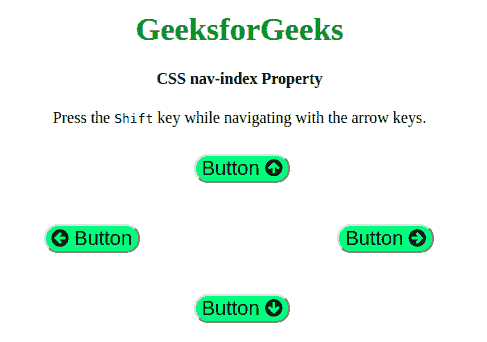 GeeksforGeeks
CSS nav-index Property
Press the Shift key while navigating with the arrow keys.
Button
Button
Button
Button